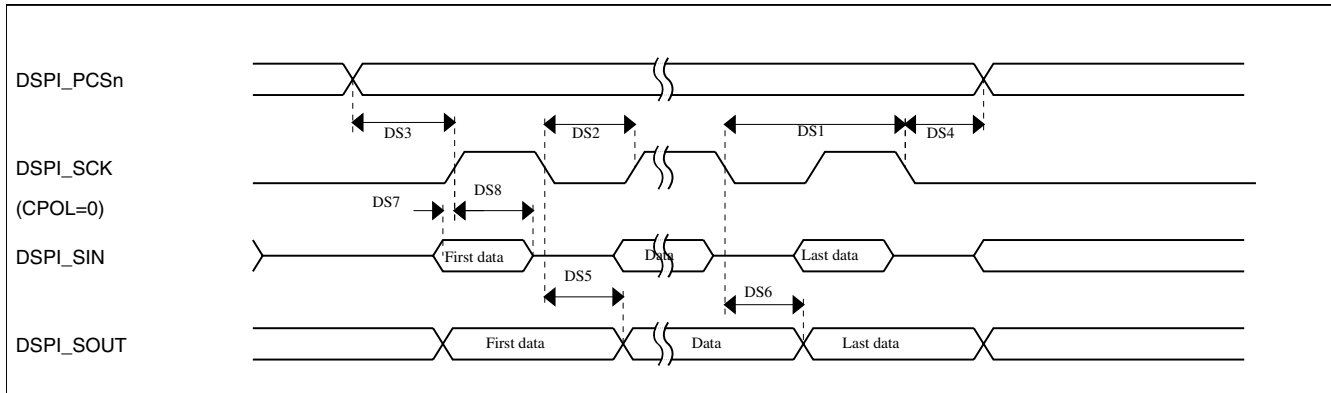 DSPI_PCSn
DS3
DS2
DS1
DS4
DSPI_SCK
(CPOL=0)
DS7
DS8
DSPI_SIN
First data
Data
Last data
DS5
DS6
DSPI_SOUT
First data
Data
Last data